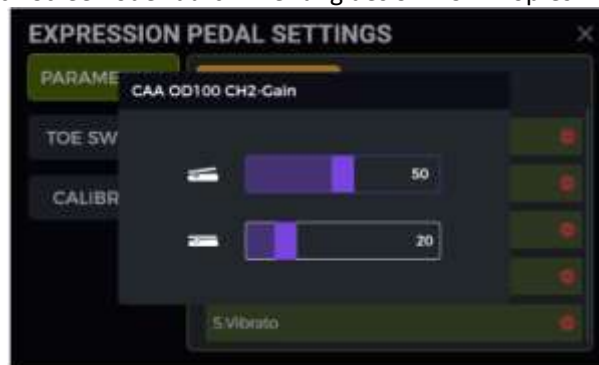 EXPRESSION PEDAL SETTINGS
×
PARAME
CAA OD100 CH2-Gain
TOE SW
50
CALIBR
20
5.Vibrato